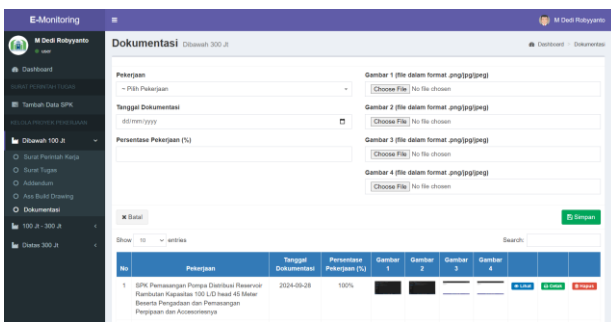 E-Monitoring
M Dedi Robyyanto
M Dedi Robyyanto
user
Dokumentasi Dibawah 300 Jt
Dashboard > Dokumentasi
Dashboard
SURAT PERINTAH TUGAS
Tambah Data SPK
KELOLA PROYEK PEKERJAAN
Dibawah 100 Jt
Surat Perintah Kerja
Surat Tugas
Addendum
Ass Build Drawing
Dokumentasi
100 Jt - 300 Jt
Diatas 300 Jt
Pekerjaan
~ Pilih Pekerjaan
Tanggal Dokumentasi
dd/mm/yyyy
Persentase Pekerjaan (%)
Gambar 1 (file dalam format .png/jpg/jpeg)
Choose File No file chosen
Gambar 2 (file dalam format .png/jpg/jpeg)
Choose File No file chosen
Gambar 3 (file dalam format .png/jpg/jpeg)
Choose File No file chosen
Gambar 4 (file dalam format .png/jpg/jpeg)
Choose File No file chosen
Batal
Simpan
Show 10 entries
Search:
No Pekerjaan Tanggal Dokumentasi Persentase Pekerjaan (%) Gambar 1 Gambar 2 Gambar 3 Gambar 4
1 SPK Pemasangan Pompa Distribusi Reservoir 2024-09-28 100% Lihat Cetak Hapus
Rambutan Kapasitas 100 L/D head 45 Meter
Beserta Pengadaan dan Pemasangan
Perpipaan dan Accesoriesnya